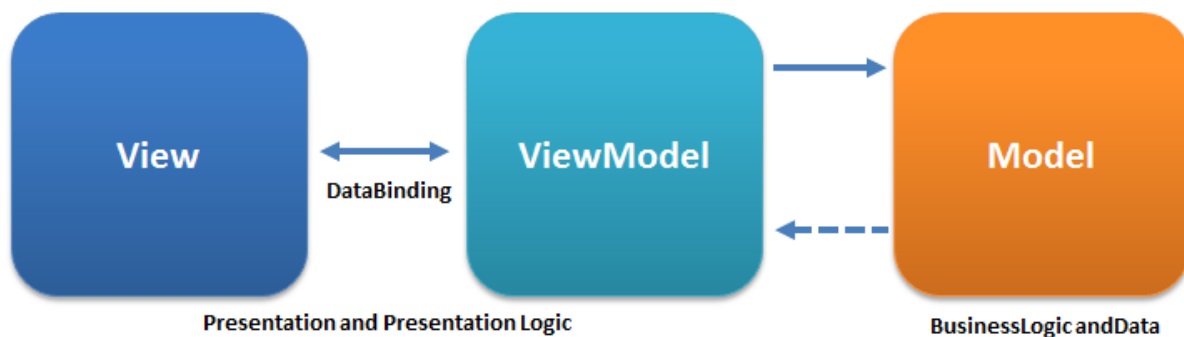 View
ViewModel
Model
DataBinding
Presentation and Presentation Logic
BusinessLogic andData